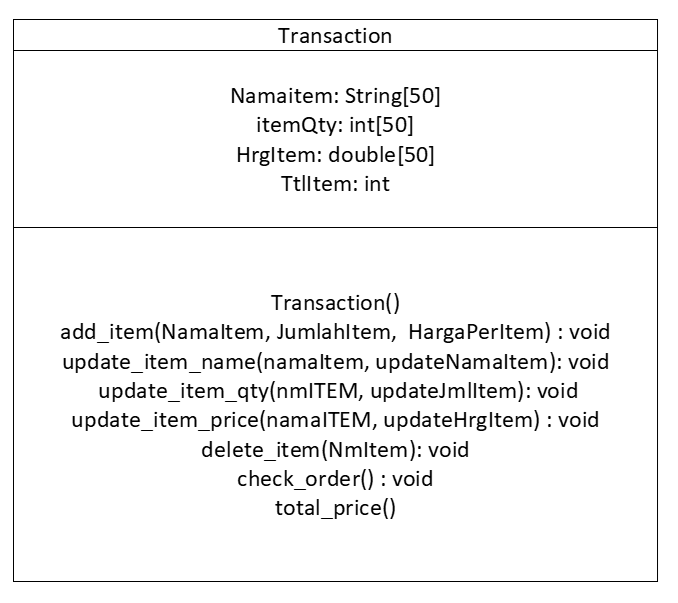 Transaction
Namaitem: String[50]
itemQty: int[50]
HrgItem: double[50]
TtlItem: int
Transaction()
add_item(NamaItem, JumlahItem,  HargaPerItem) : void
update_item_name(namaItem, updateNamaItem): void
update_item_qty(nmITEM, updateJmlItem): void
update_item_price(namaITEM, updateHrgItem) : void
delete_item(NmItem): void
check_order() : void
total_price()